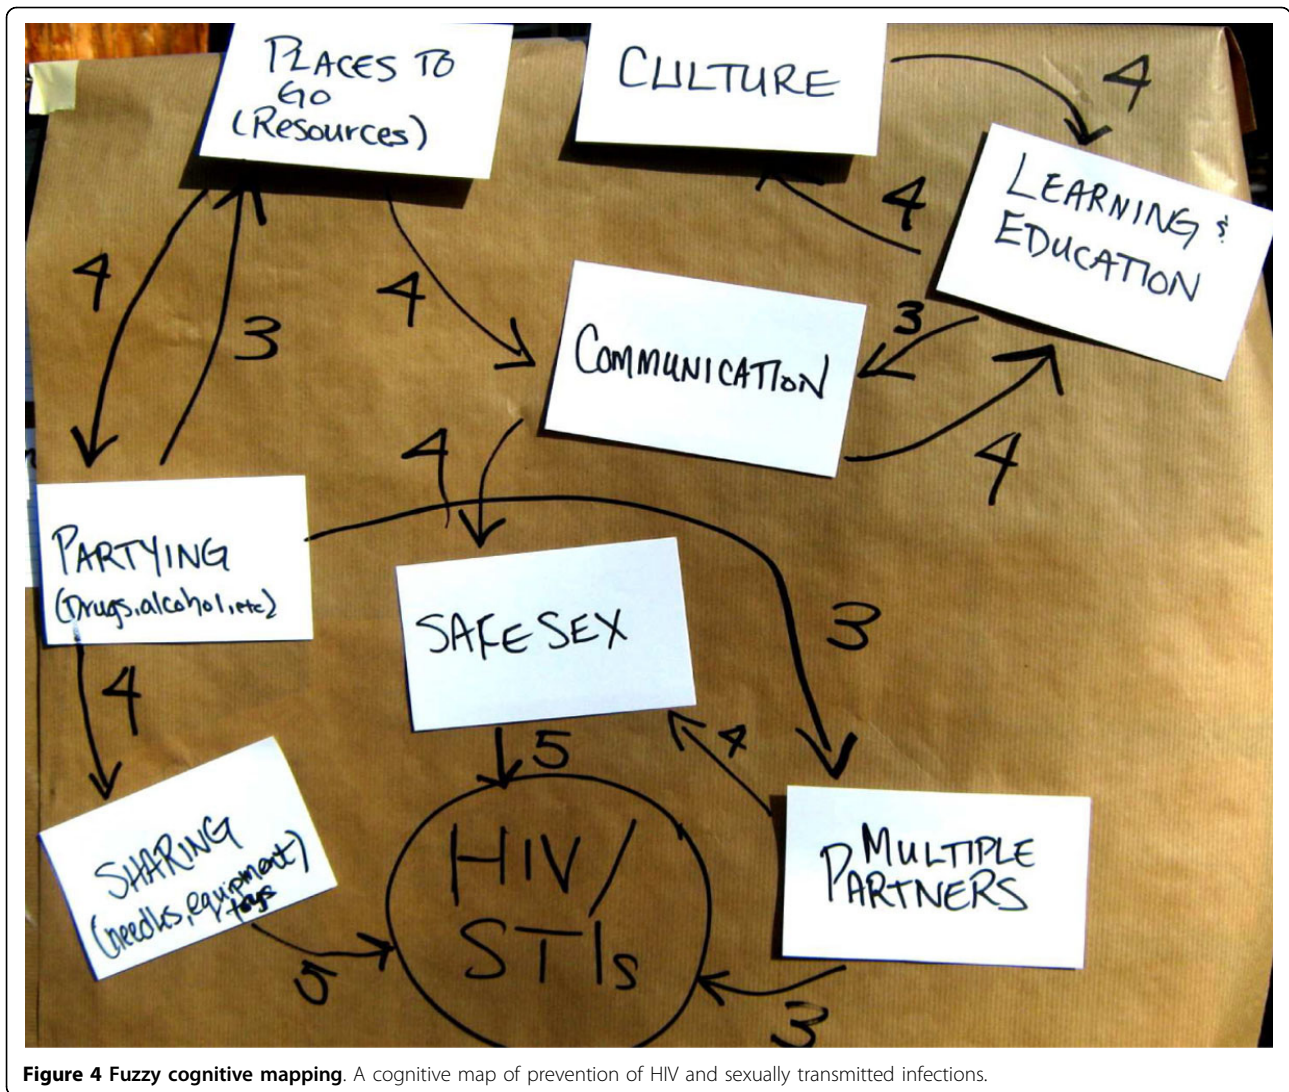 PLACES TO
GO
(Resources)
CULTURE
4
LEARNING &
EDUCATION
4
4
3
4
3
COMMUNICATION
4
4
PARTYING
(Drugs, alcohol, etc)
SAFE SEX
3
4
5
4
SHARING
(needles, equipment)
toys
HIV/
STIs
MULTIPLE
PARTNERS
5
3
Figure 4 Fuzzy cognitive mapping. A cognitive map of prevention of HIV and sexually transmitted infections.